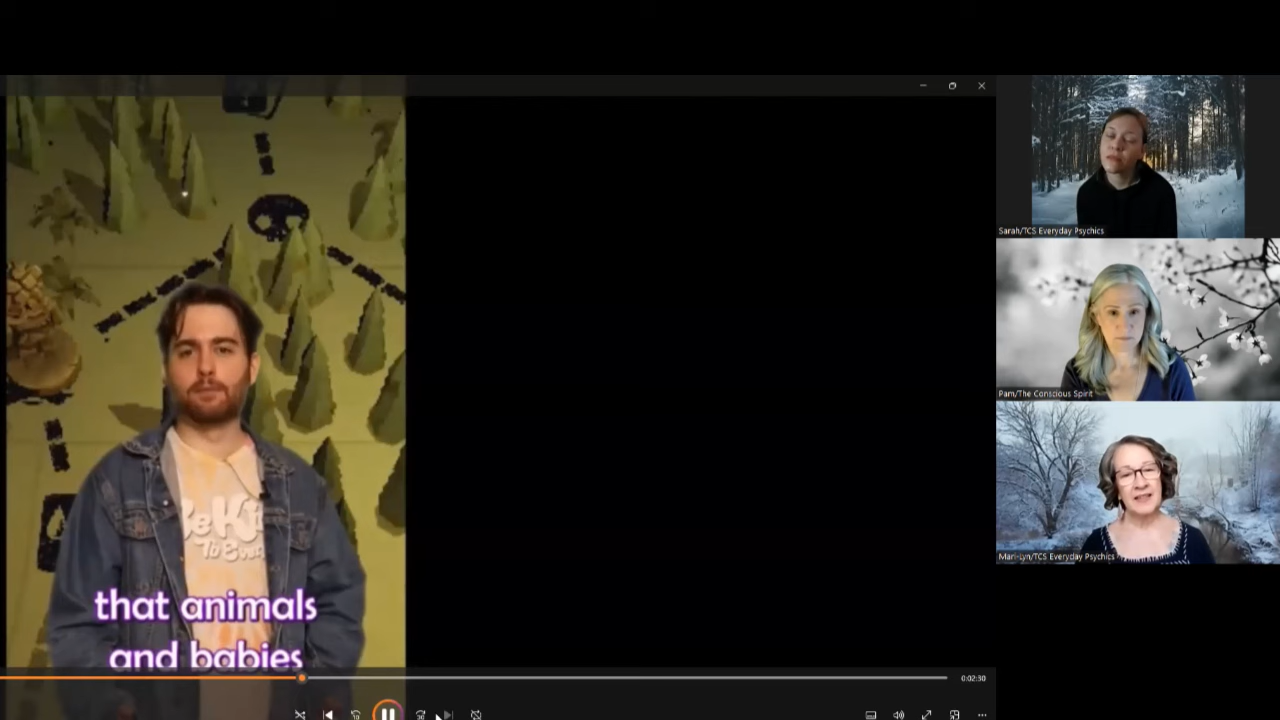 that animals
and babies
0:02:30
Sarah/TCS Everyday Psychics
Pam/The Conscious Spirit
Mari-Lyn/TCS Everyday Psychics